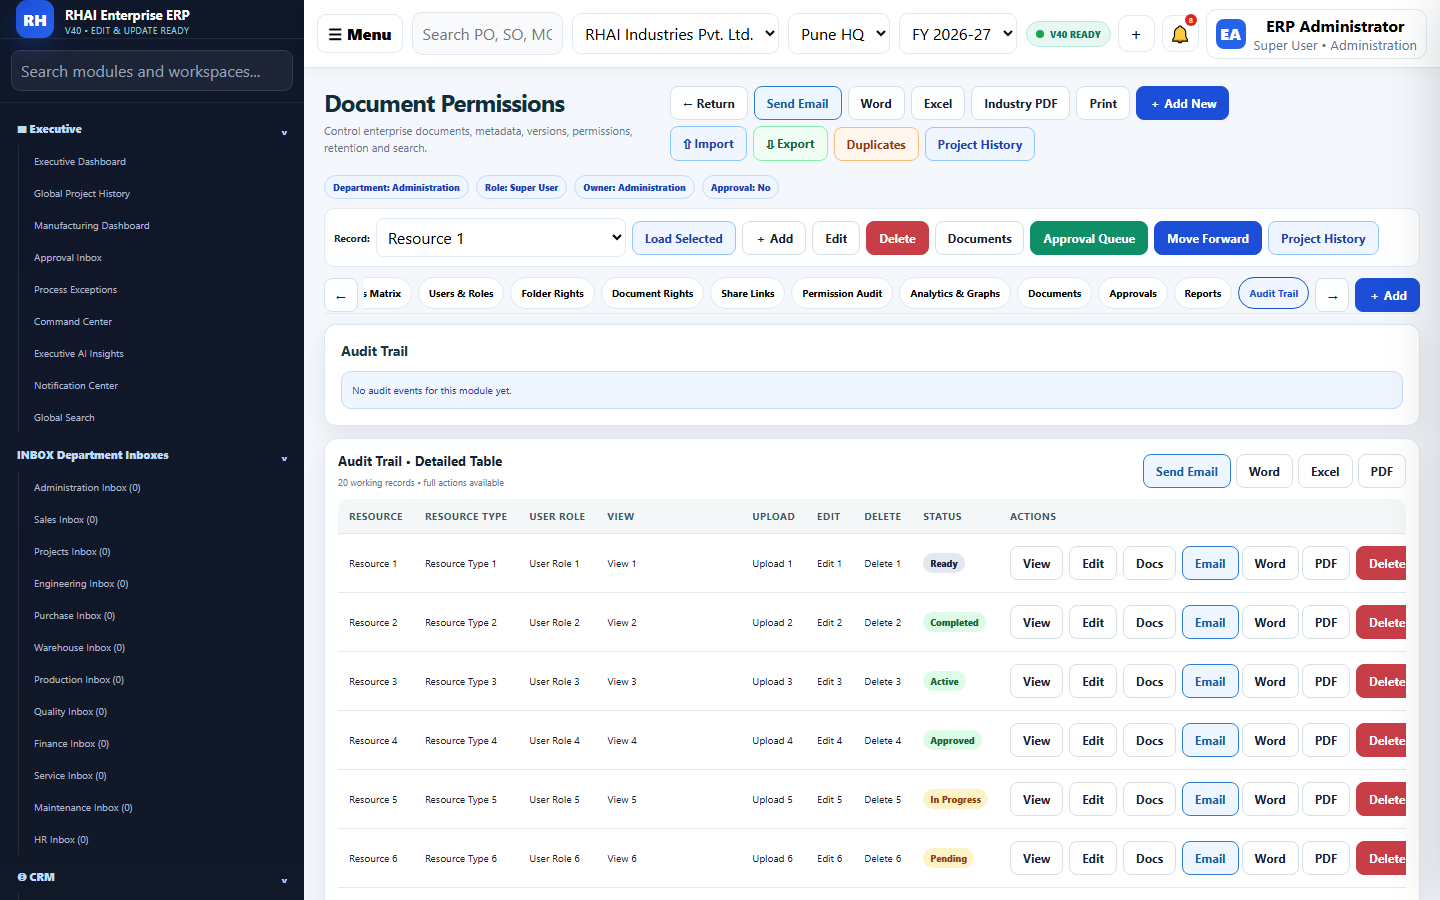 RH
RHAI Enterprise ERP
V40 • EDIT & UPDATE READY
Search modules and workspaces...
Executive
Executive Dashboard
Global Project History
Manufacturing Dashboard
Approval Inbox
Process Exceptions
Command Center
Executive AI Insights
Notification Center
Global Search
INBOX Department Inboxes
Administration Inbox (0)
Sales Inbox (0)
Projects Inbox (0)
Engineering Inbox (0)
Purchase Inbox (0)
Warehouse Inbox (0)
Production Inbox (0)
Quality Inbox (0)
Finance Inbox (0)
Service Inbox (0)
Maintenance Inbox (0)
HR Inbox (0)
CRM
☰ Menu
Search PO, SO, MO
RHAI Industries Pvt. Ltd.
Pune HQ
FY 2026-27
V40 READY
+
8
EA
ERP Administrator
Super User • Administration
Document Permissions
Control enterprise documents, metadata, versions, permissions,
retention and search.
← Return
Send Email
Word
Excel
Industry PDF
Print
+ Add New
⇧ Import
⇩ Export
Duplicates
Project History
Department: Administration
Role: Super User
Owner: Administration
Approval: No
Record:
Resource 1
Load Selected
+ Add
Edit
Delete
Documents
Approval Queue
Move Forward
Project History
←
s Matrix
Users & Roles
Folder Rights
Document Rights
Share Links
Permission Audit
Analytics & Graphs
Documents
Approvals
Reports
Audit Trail
→
+ Add
Audit Trail
No audit events for this module yet.
Audit Trail • Detailed Table
20 working records • full actions available
Send Email
Word
Excel
PDF
RESOURCE RESOURCE TYPE USER ROLE VIEW UPLOAD EDIT DELETE STATUS ACTIONS
Resource 1 Resource Type 1 User Role 1 View 1 Upload 1 Edit 1 Delete 1 Ready View Edit Docs Email Word PDF Delete
Resource 2 Resource Type 2 User Role 2 View 2 Upload 2 Edit 2 Delete 2 Completed View Edit Docs Email Word PDF Delete
Resource 3 Resource Type 3 User Role 3 View 3 Upload 3 Edit 3 Delete 3 Active View Edit Docs Email Word PDF Delete
Resource 4 Resource Type 4 User Role 4 View 4 Upload 4 Edit 4 Delete 4 Approved View Edit Docs Email Word PDF Delete
Resource 5 Resource Type 5 User Role 5 View 5 Upload 5 Edit 5 Delete 5 In Progress View Edit Docs Email Word PDF Delete
Resource 6 Resource Type 6 User Role 6 View 6 Upload 6 Edit 6 Delete 6 Pending View Edit Docs Email Word PDF Delete